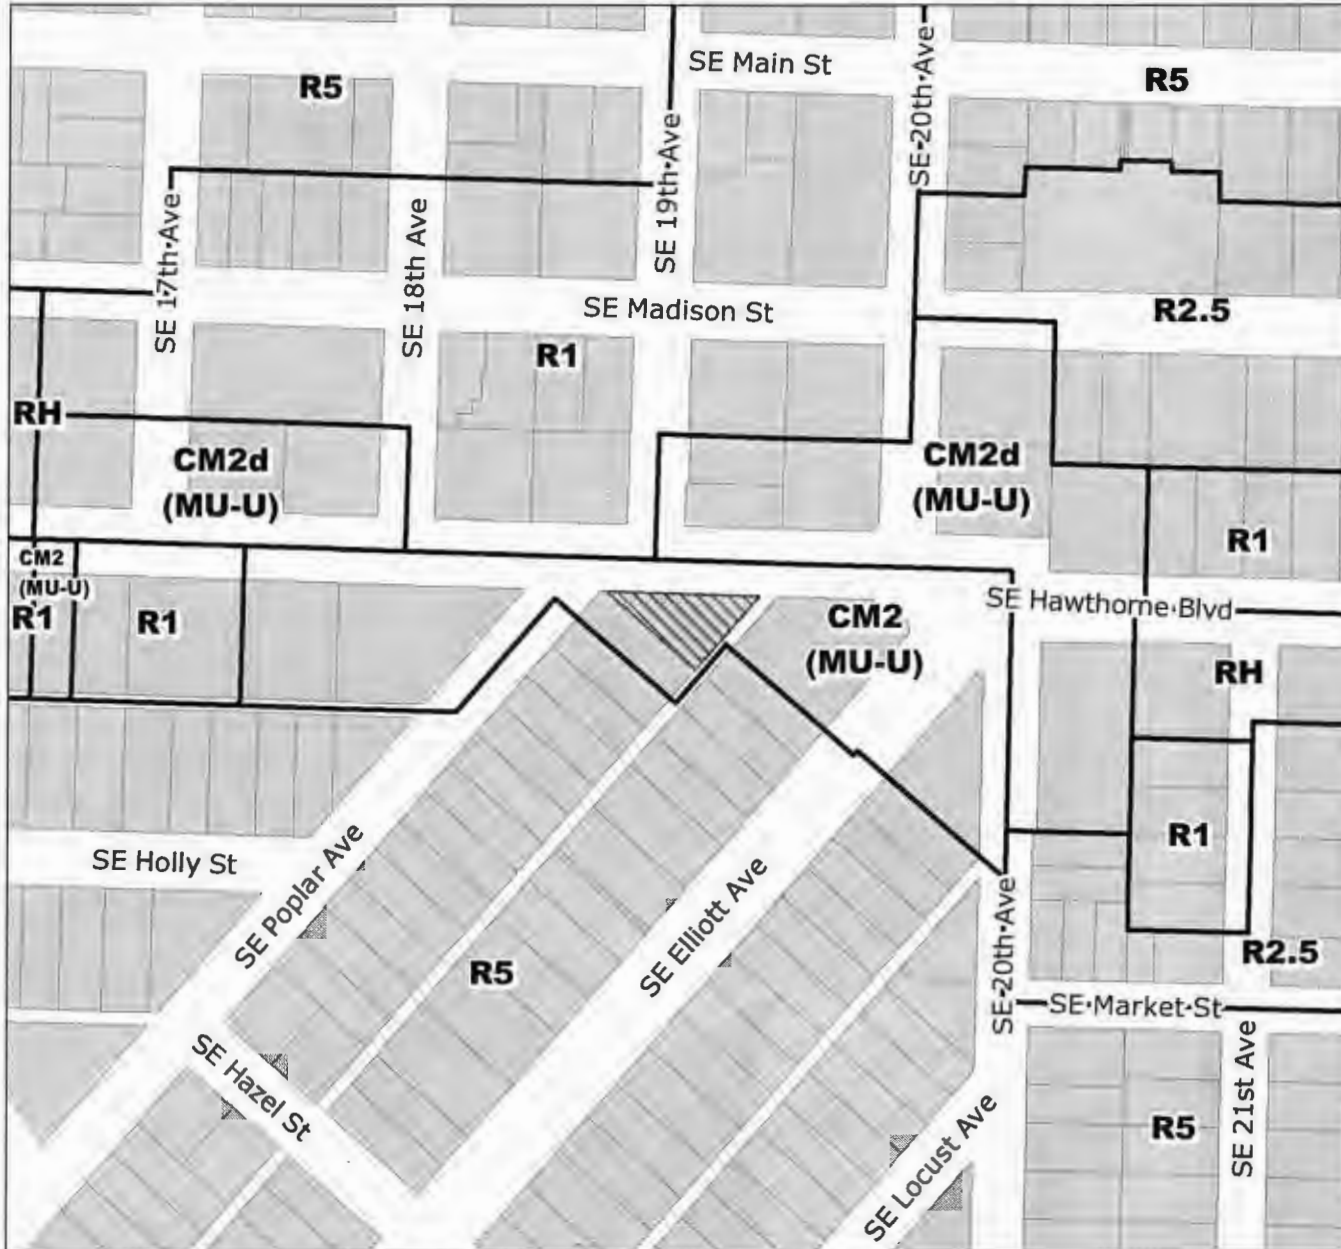 SE Main St
R5
R5
SE 20th Ave
SE 19th Ave
SE 17th Ave
SE 18th Ave
SE Madison St
R2.5
R1
RH
CM2d
(MU-U)
CM2d
(MU-U)
R1
CM2
(MU-U)
R1
R1
SE Hawthorne Blvd
CM2
(MU-U)
RH
R1
SE Holly St
SE Poplar Ave
SE Elliott Ave
R5
SE 20th Ave
R2.5
SE Market St
SE Hazel St
SE Locust Ave
R5
SE 21st Ave